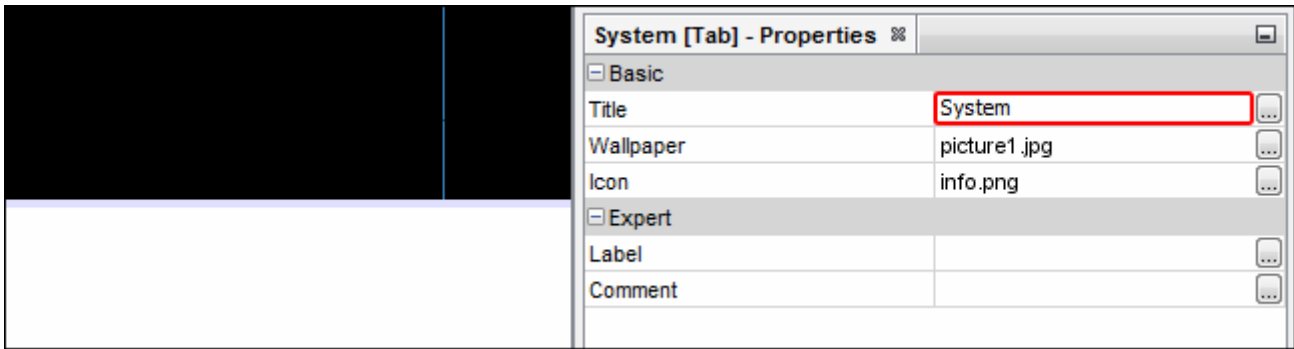 System [Tab] - Properties
Basic
Title System ...
Wallpaper picture1.jpg ...
Icon info.png ...
Expert
Label ...
Comment ...